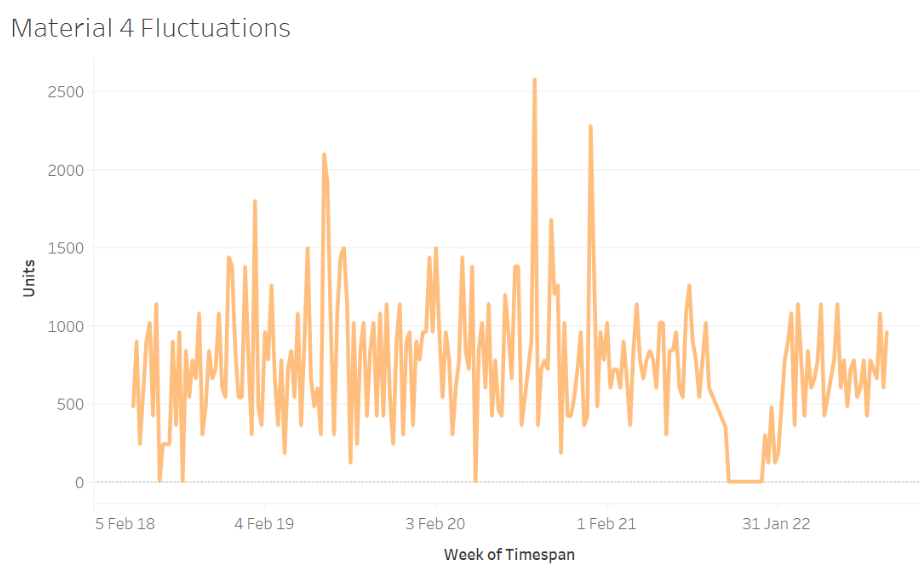 Material 4 Fluctuations
2500
2000
1500
1000
500
0
Units
5 Feb 18 4 Feb 19 3 Feb 20 1 Feb 21 31 Jan 22
Week of Timespan